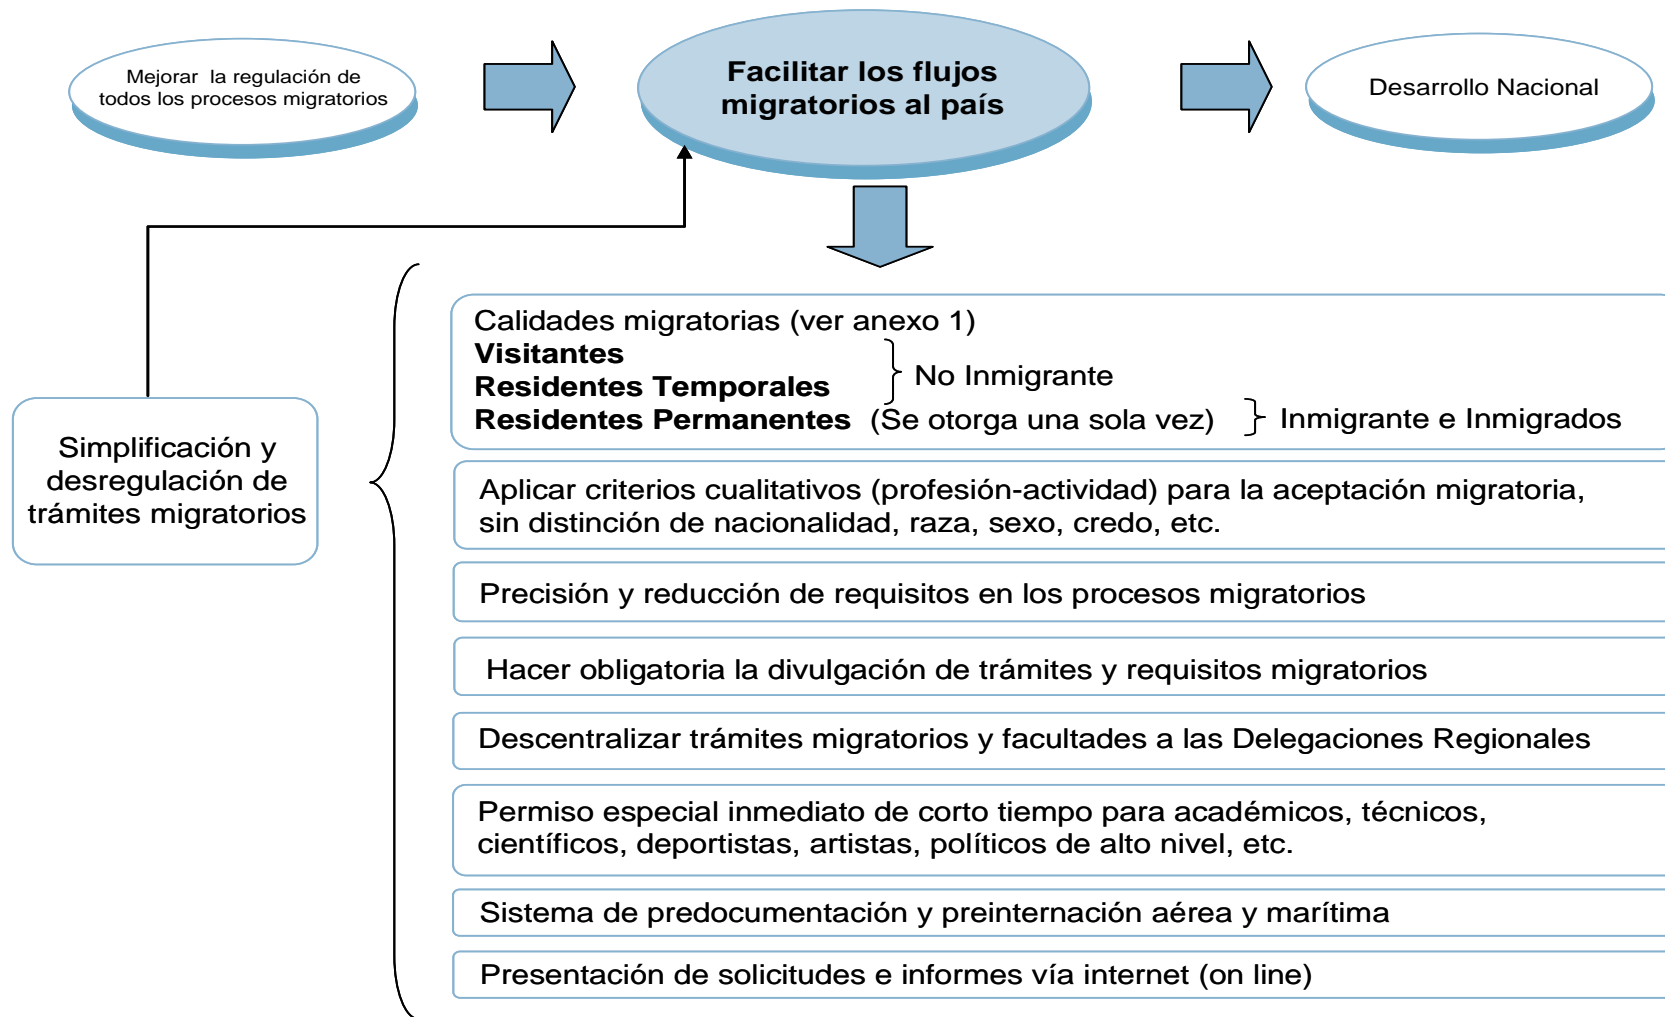 Mejorar la regulación de
todos los procesos migratorios
Facilitar los flujos
migratorios al país
Desarrollo Nacional
Simplificación y
desregulación de
trámites migratorios
Calidades migratorias (ver anexo 1)
Visitantes
Residentes Temporales
No Inmigrante
Residentes Permanentes (Se otorga una sola vez) Inmigrante e Inmigrados
Aplicar criterios cualitativos (profesión-actividad) para la aceptación migratoria,
sin distinción de nacionalidad, raza, sexo, credo, etc.
Precisión y reducción de requisitos en los procesos migratorios
Hacer obligatoria la divulgación de trámites y requisitos migratorios
Descentralizar trámites migratorios y facultades a las Delegaciones Regionales
Permiso especial inmediato de corto tiempo para académicos, técnicos,
científicos, deportistas, artistas, políticos de alto nivel, etc.
Sistema de predocumentación y preinternación aérea y marítima
Presentación de solicitudes e informes vía internet (on line)